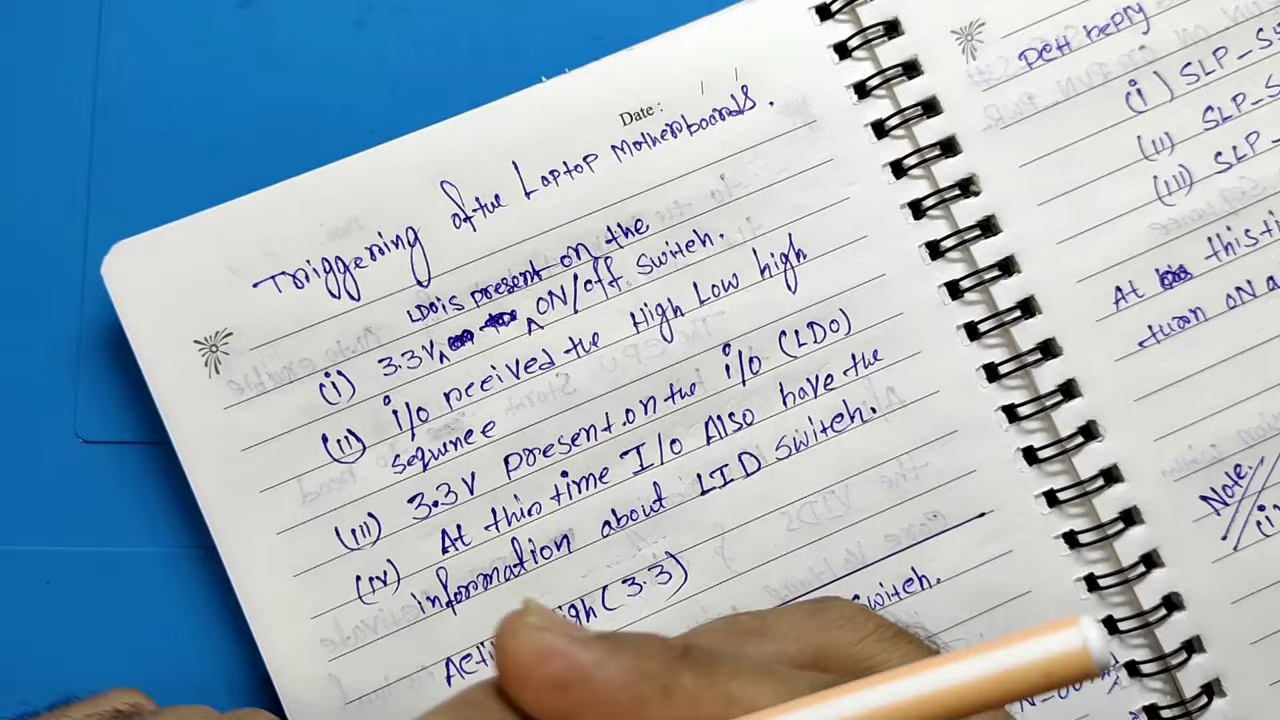 Date: / /
Triggering of the Laptop Motherboards.
LDO is present on the
(i) 3.3V ON/OFF switch.
(ii) i/o received the High Low high
sequence
(iii) 3.3V present on the i/o (LDO)
(iv) At this time I/O Also have the
information about LID switch.
(3.3)
switch.
PCH reply
(i) SLP_S
(ii) SLP_S
(iii) SLP_
At this ti
turn on a
Note:
(i)